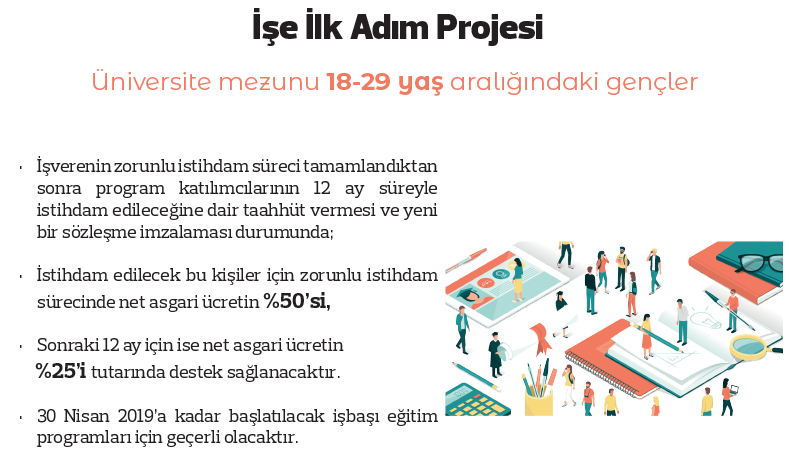 İşe İlk Adım Projesi
Üniversite mezunu 18-29 yaş aralığındaki gençler
· İşverenin zorunlu istihdam süreci tamamlandıktan
sonra program katılımcılarının 12 ay süreyle
istihdam edileceğine dair taahhüt vermesi ve yeni
bir sözleşme imzalaması durumunda;
· İstihdam edilecek bu kişiler için zorunlu istihdam
sürecinde net asgari ücretin %50'si,
· Sonraki 12 ay için ise net asgari ücretin
%25'i tutarında destek sağlanacaktır.
· 30 Nisan 2019'a kadar başlatılacak işbaşı eğitim
programları için geçerli olacaktır.